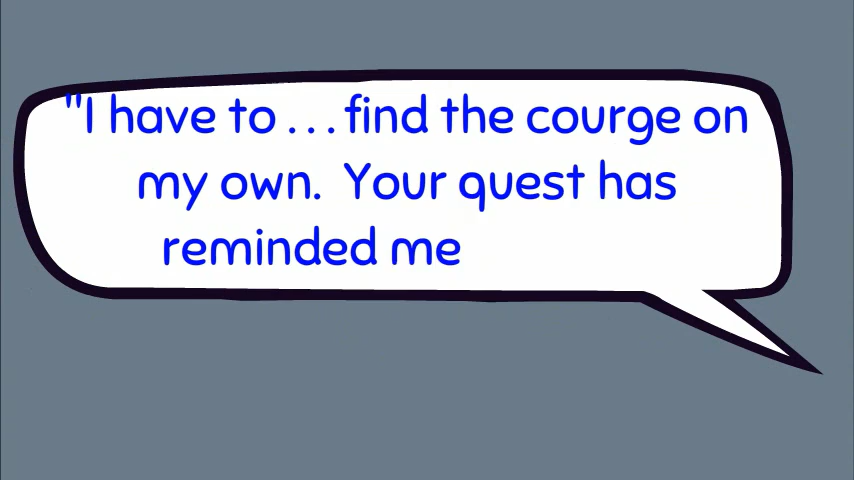 "I have to . . . find the courge on
my own.  Your quest has
reminded me